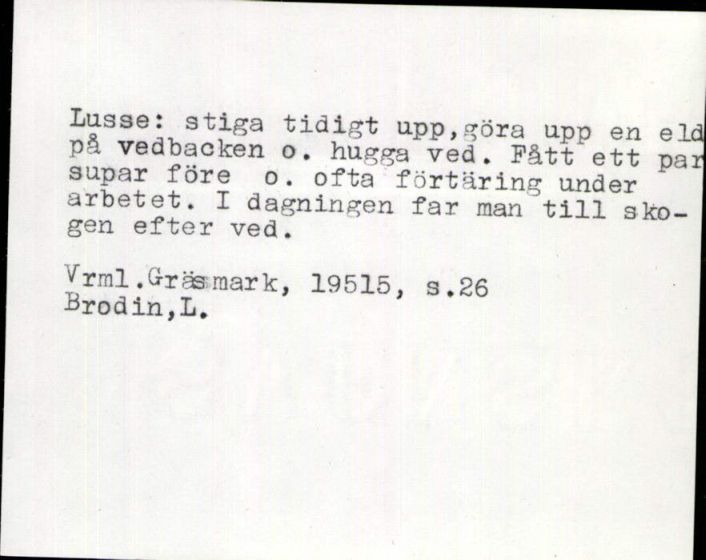 Lusse: stiga tidigt upp,göra upp en eld
på vedbacken o. hugga ved. Fått ett par
supar före  o. ofta förtäring under
arbetet. I dagningen far man till sko-
gen efter ved.
Vrml.Gräsmark, 19515, s.26
Brodin,L.